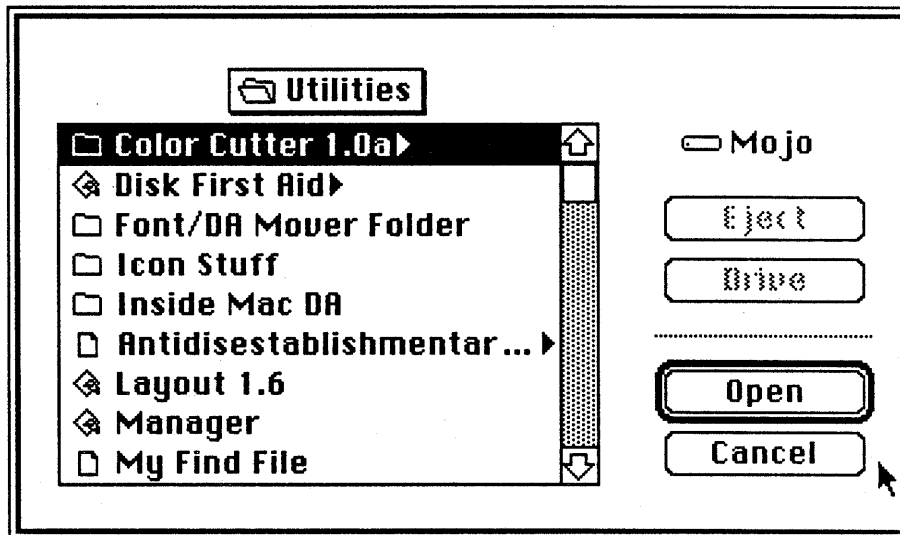 Utilities
Color Cutter 1.0a
Disk First Aid
Font/DA Mover Folder
Icon Stuff
Inside Mac DA
Antidisestablishmentar...
Layout 1.6
Manager
My Find File
Mojo
Eject
Drive
Open
Cancel